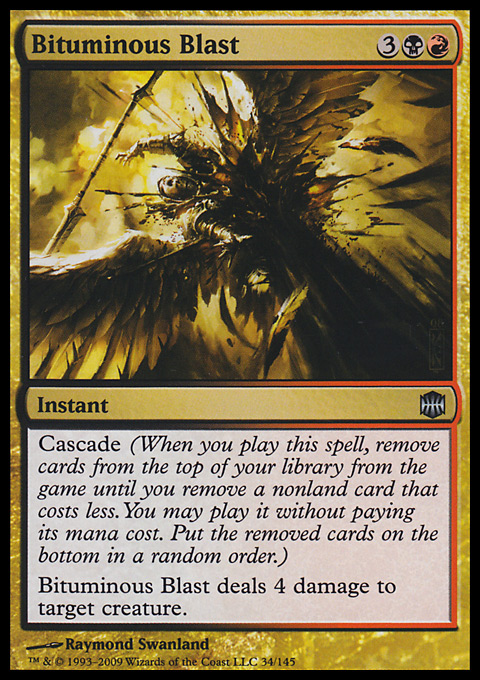 Bituminous Blast 3
Instant
Cascade (When you play this spell, remove
cards from the top of your library from the
game until you remove a nonland card that
costs less. You may play it without paying
its mana cost. Put the removed cards on the
bottom in a random order.)
Bituminous Blast deals 4 damage to
target creature.
Raymond Swanland
™ & © 1993–2009 Wizards of the Coast LLC 34/145